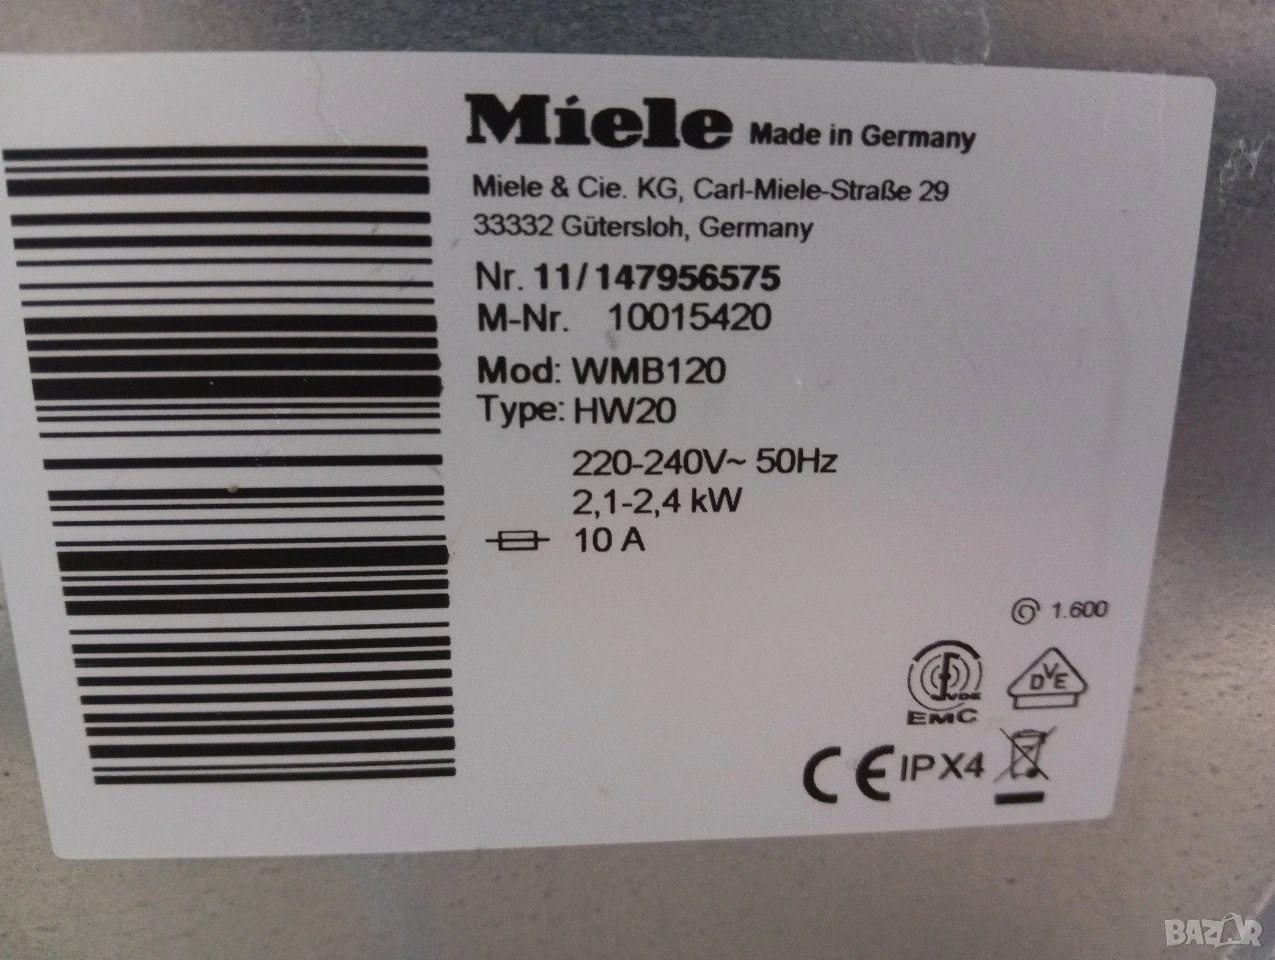 Miele Made in Germany
Miele & Cie. KG, Carl-Miele-Straße 29
33332 Gütersloh, Germany
Nr. 11/147956575
M-Nr. 10015420
Mod: WMB120
Type: HW20
220-240V~ 50Hz
2,1-2,4 kW
10 A
1.600
VDE
EMC
DVE
CE IPX4
BAZAR